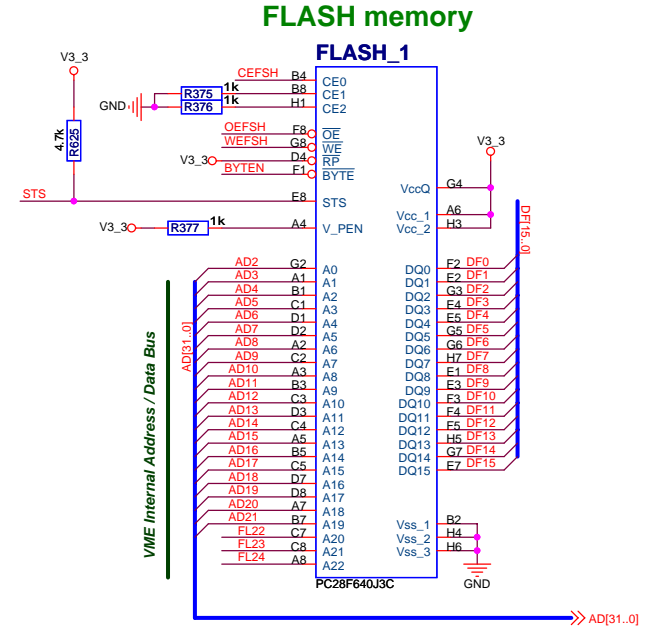 FLASH memory
FLASH_1
V3_3
CEFSH B4 CE0
R375 1k B8 CE1
GND R376 1k H1 CE2
4.7k R625
OEFSH F8 OE
WEFSH G8 WE
V3_3 D4 RP
BYTEN F1 BYTE
V3_3
VccQ G4
STS E8 STS
Vcc_1 A6
V3_3 R377 1k A4 V_PEN
Vcc_2 H3
DF[15..0]
AD2 G2 A0 DQ0 F2 DF0
AD3 A1 A1 DQ1 E2 DF1
AD4 B1 A2 DQ2 G3 DF2
AD5 C1 A3 DQ3 E4 DF3
AD6 D1 A4 DQ4 E5 DF4
AD7 D2 A5 DQ5 G5 DF5
AD8 A2 A6 DQ6 G6 DF6
AD9 C2 A7 DQ7 H7 DF7
AD10 A3 A8 DQ8 E1 DF8
AD11 B3 A9 DQ9 E3 DF9
AD12 C3 A10 DQ10 F3 DF10
AD13 D3 A11 DQ11 F4 DF11
AD14 C4 A12 DQ12 F5 DF12
AD15 A5 A13 DQ13 H5 DF13
AD16 B5 A14 DQ14 G7 DF14
AD17 C5 A15 DQ15 E7 DF15
AD18 D7 A16
AD19 D8 A17
AD20 A7 A18
AD21 B7 A19 Vss_1 B2
FL22 C7 A20 Vss_2 H4
FL23 C8 A21 Vss_3 H6
FL24 A8 A22
AD[31..0]
VME Internal Address / Data Bus
PC28F640J3C
GND
AD[31..0]